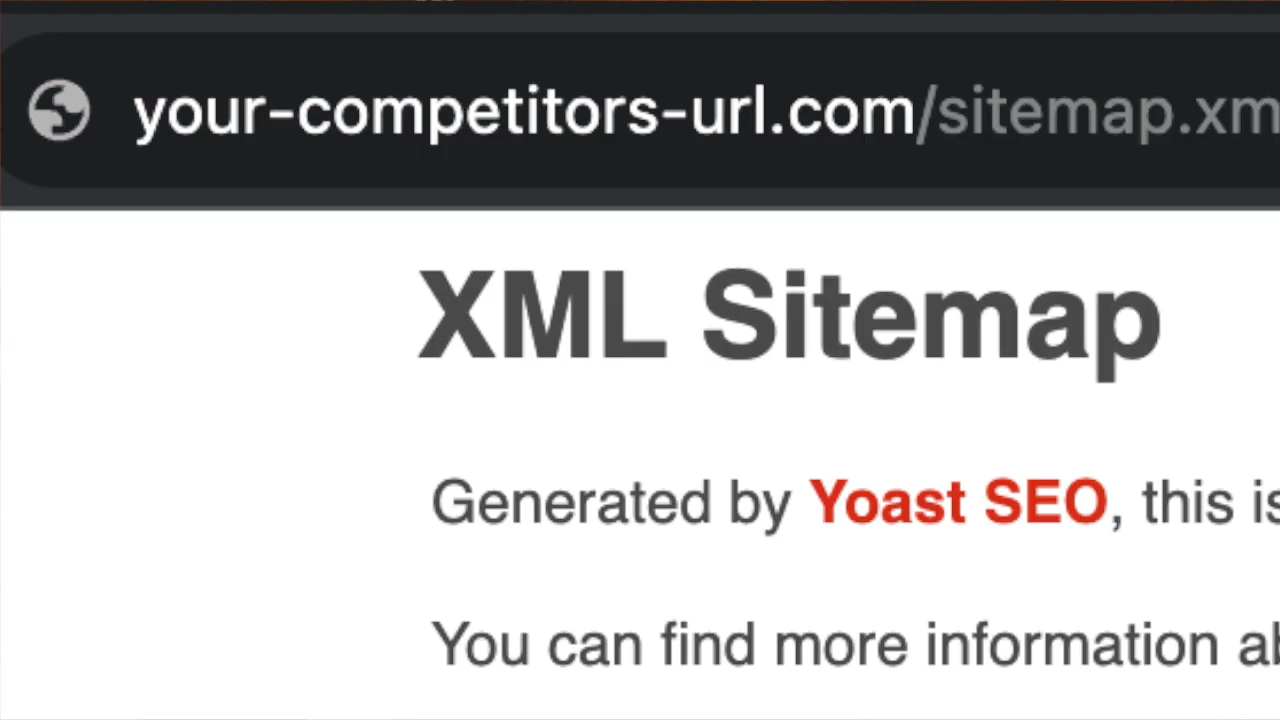 your-competitors-url.com/sitemap.xm
XML Sitemap
Generated by Yoast SEO, this is
You can find more information ab